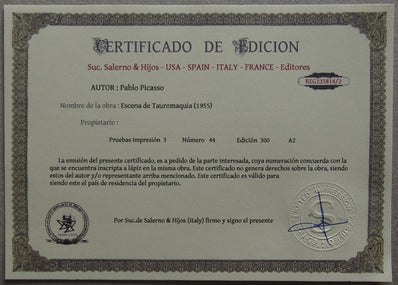 CERTIFICADO DE EDICION
Suc. Salerno & Hijos - USA - SPAIN - ITALY - FRANCE - Editores
REG235814/2
AUTOR : Pablo Picasso
Nombre de la obra : Escena de Tauromaquia (1955)
Propietario :
Pruebas impresión 3 Número 44 Edición 300 A2
La emisión del presente certificado, es a pedido de la parte interesada, cuya numeración concuerda con la
que se encuentra inscripta a lápiz en la misma obra. Este certificado no genera derechos sobre la obra, siendo
estos del autor y/o representante arriba mencionado. Este certificado es válido para
siendo este el país de residencia del propietario.
Por Suc.de Salerno & Hijos (Italy) firmo y signo el presente